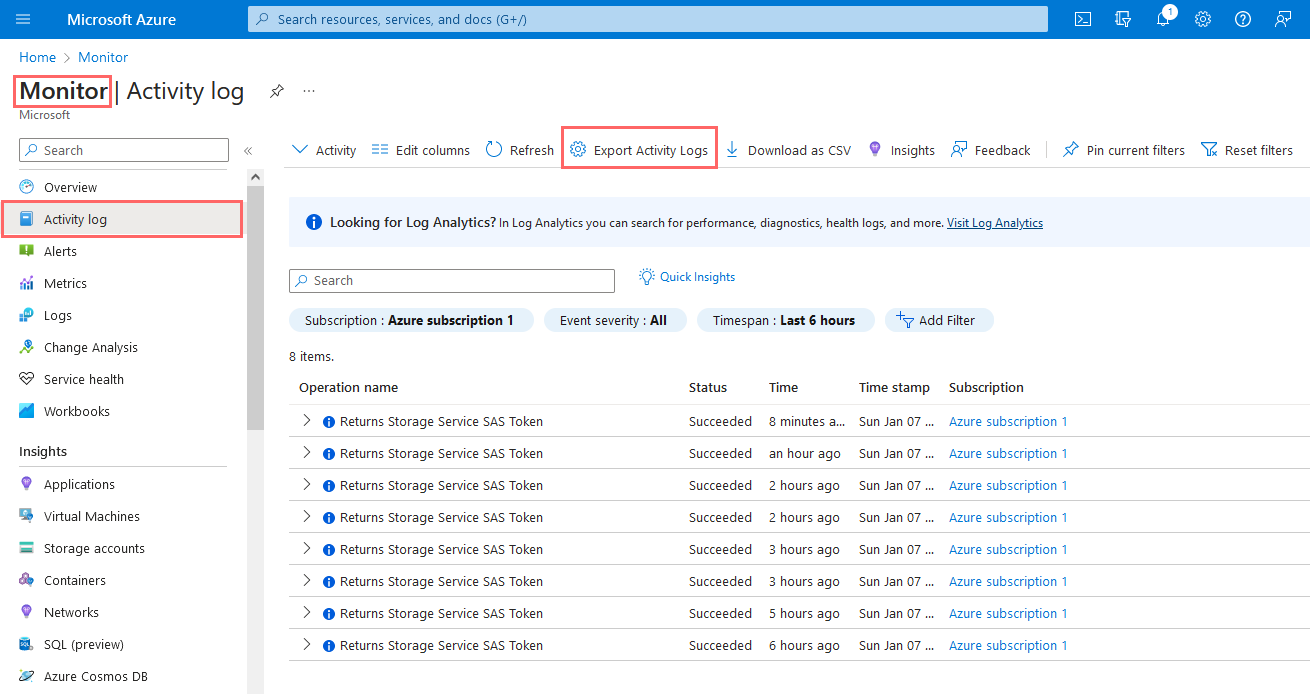 Microsoft Azure
Search resources, services, and docs (G+/)
1
Home > Monitor
Monitor | Activity log
...
Microsoft
Search
«
Overview
Activity log
Alerts
Metrics
Logs
Change Analysis
Service health
Workbooks
Insights
Applications
Virtual Machines
Storage accounts
Containers
Networks
SQL (preview)
Azure Cosmos DB
Activity Edit columns Refresh Export Activity Logs Download as CSV Insights Feedback Pin current filters Reset filters
Looking for Log Analytics? In Log Analytics you can search for performance, diagnostics, health logs, and more. Visit Log Analytics
Search Quick Insights
Subscription : Azure subscription 1 Event severity : All Timespan : Last 6 hours Add Filter
8 items.
Operation name Status Time Time stamp Subscription
Returns Storage Service SAS Token Succeeded 8 minutes a... Sun Jan 07 ... Azure subscription 1
Returns Storage Service SAS Token Succeeded an hour ago Sun Jan 07 ... Azure subscription 1
Returns Storage Service SAS Token Succeeded 2 hours ago Sun Jan 07 ... Azure subscription 1
Returns Storage Service SAS Token Succeeded 2 hours ago Sun Jan 07 ... Azure subscription 1
Returns Storage Service SAS Token Succeeded 3 hours ago Sun Jan 07 ... Azure subscription 1
Returns Storage Service SAS Token Succeeded 3 hours ago Sun Jan 07 ... Azure subscription 1
Returns Storage Service SAS Token Succeeded 5 hours ago Sun Jan 07 ... Azure subscription 1
Returns Storage Service SAS Token Succeeded 6 hours ago Sun Jan 07 ... Azure subscription 1